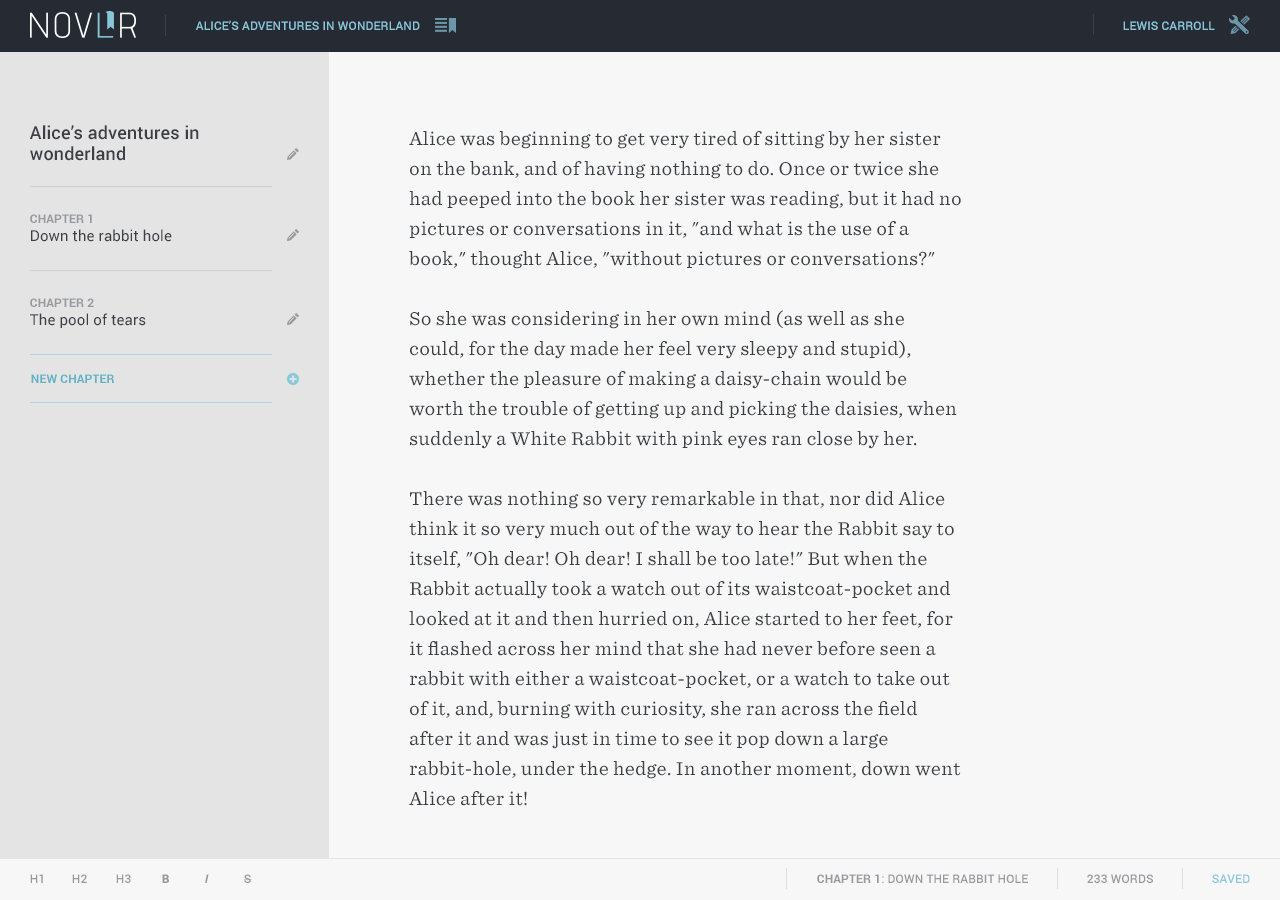 NOVLR
ALICE'S ADVENTURES IN WONDERLAND
LEWIS CARROLL
Alice's adventures in
wonderland
CHAPTER 1
Down the rabbit hole
CHAPTER 2
The pool of tears
NEW CHAPTER
Alice was beginning to get very tired of sitting by her sister
on the bank, and of having nothing to do. Once or twice she
had peeped into the book her sister was reading, but it had no
pictures or conversations in it, "and what is the use of a
book," thought Alice, "without pictures or conversations?"
So she was considering in her own mind (as well as she
could, for the day made her feel very sleepy and stupid),
whether the pleasure of making a daisy-chain would be
worth the trouble of getting up and picking the daisies, when
suddenly a White Rabbit with pink eyes ran close by her.
There was nothing so very remarkable in that, nor did Alice
think it so very much out of the way to hear the Rabbit say to
itself, "Oh dear! Oh dear! I shall be too late!" But when the
Rabbit actually took a watch out of its waistcoat-pocket and
looked at it and then hurried on, Alice started to her feet, for
it flashed across her mind that she had never before seen a
rabbit with either a waistcoat-pocket, or a watch to take out
of it, and, burning with curiosity, she ran across the field
after it and was just in time to see it pop down a large
rabbit-hole, under the hedge. In another moment, down went
Alice after it!
H1 H2 H3 B I S
CHAPTER 1: DOWN THE RABBIT HOLE
233 WORDS
SAVED